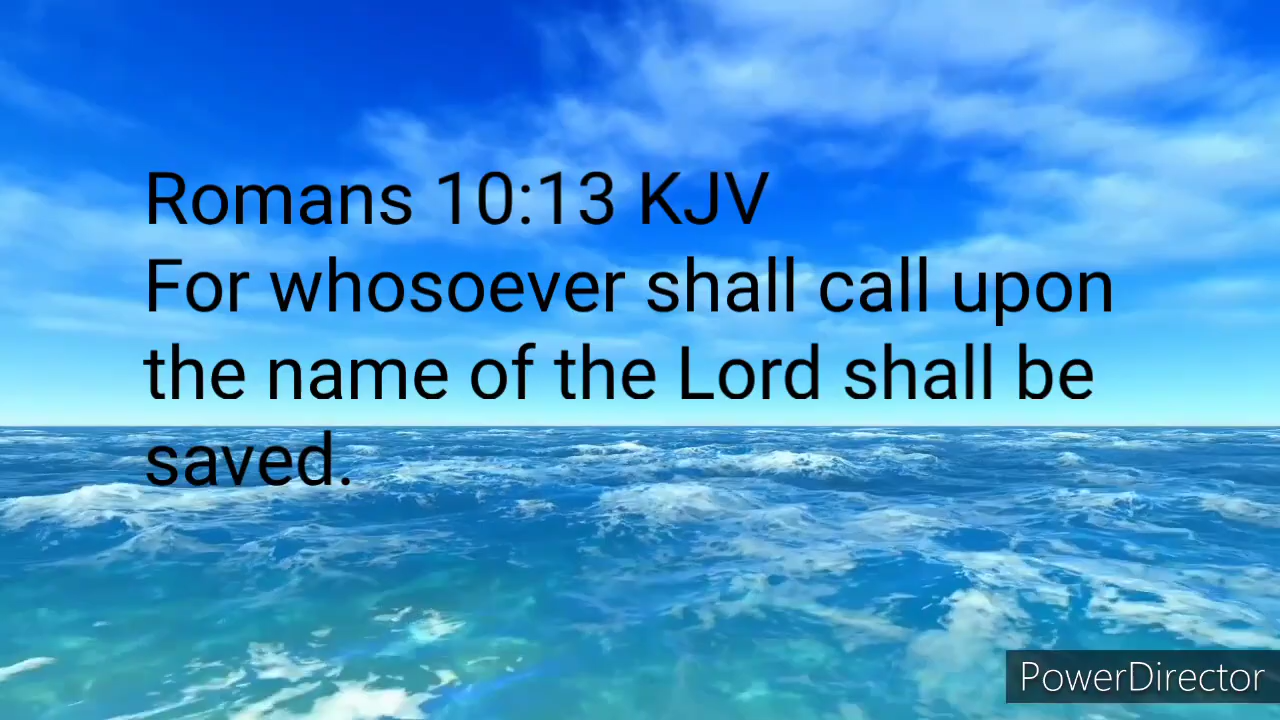 Romans 10:13 KJV
For whosoever shall call upon
the name of the Lord shall be
saved.
PowerDirector